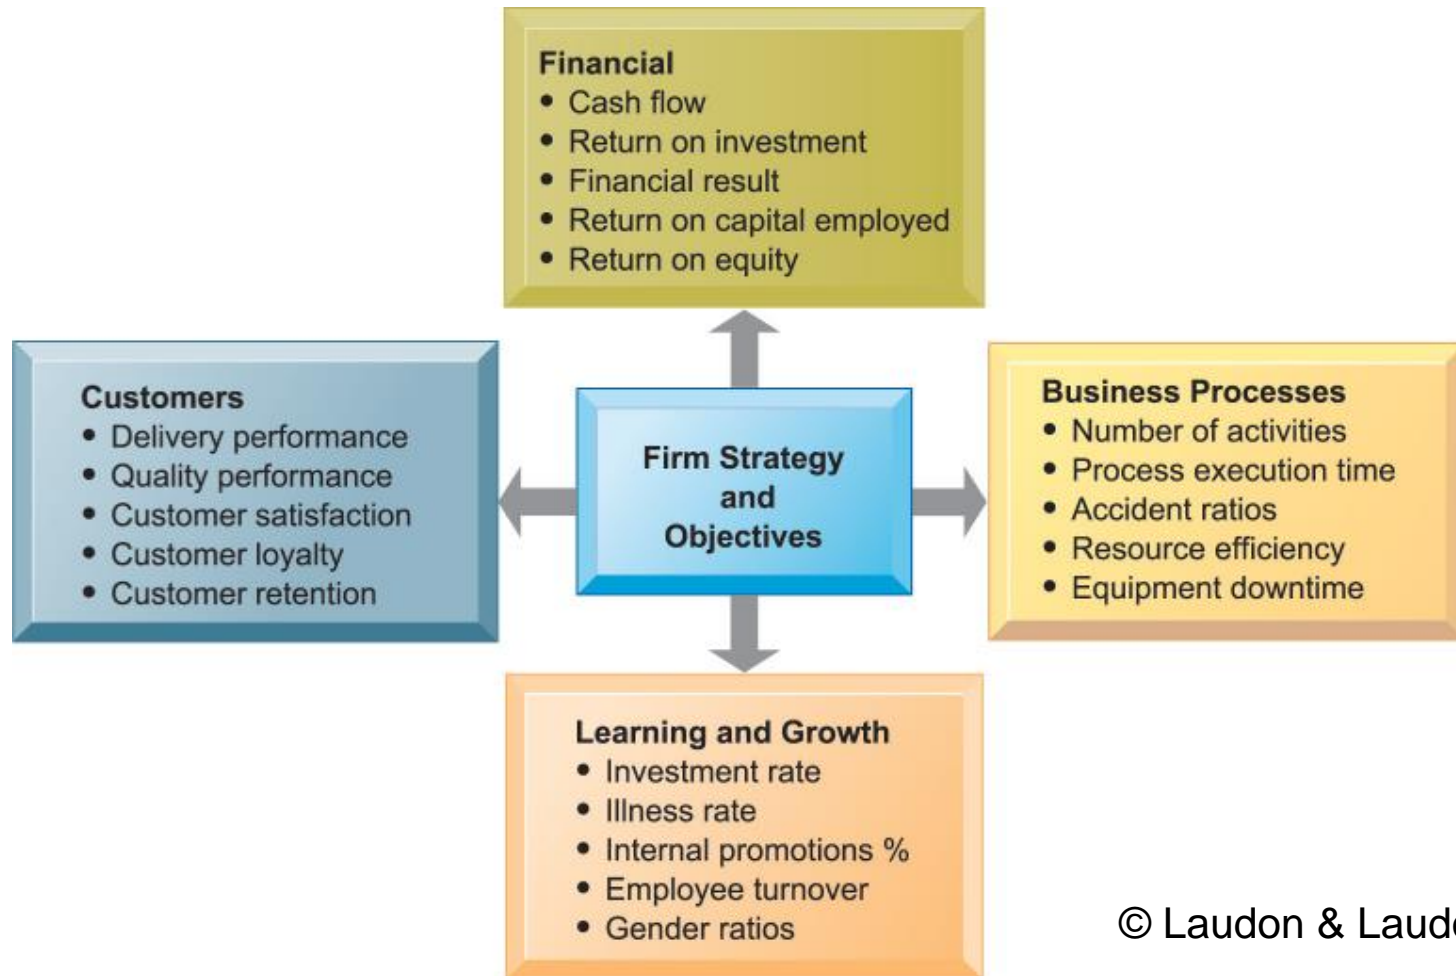 Financial
• Cash flow
• Return on investment
• Financial result
• Return on capital employed
• Return on equity
Customers
• Delivery performance
• Quality performance
• Customer satisfaction
• Customer loyalty
• Customer retention
Firm Strategy
and
Objectives
Business Processes
• Number of activities
• Process execution time
• Accident ratios
• Resource efficiency
• Equipment downtime
Learning and Growth
• Investment rate
• Illness rate
• Internal promotions %
• Employee turnover
• Gender ratios
© Laudon &